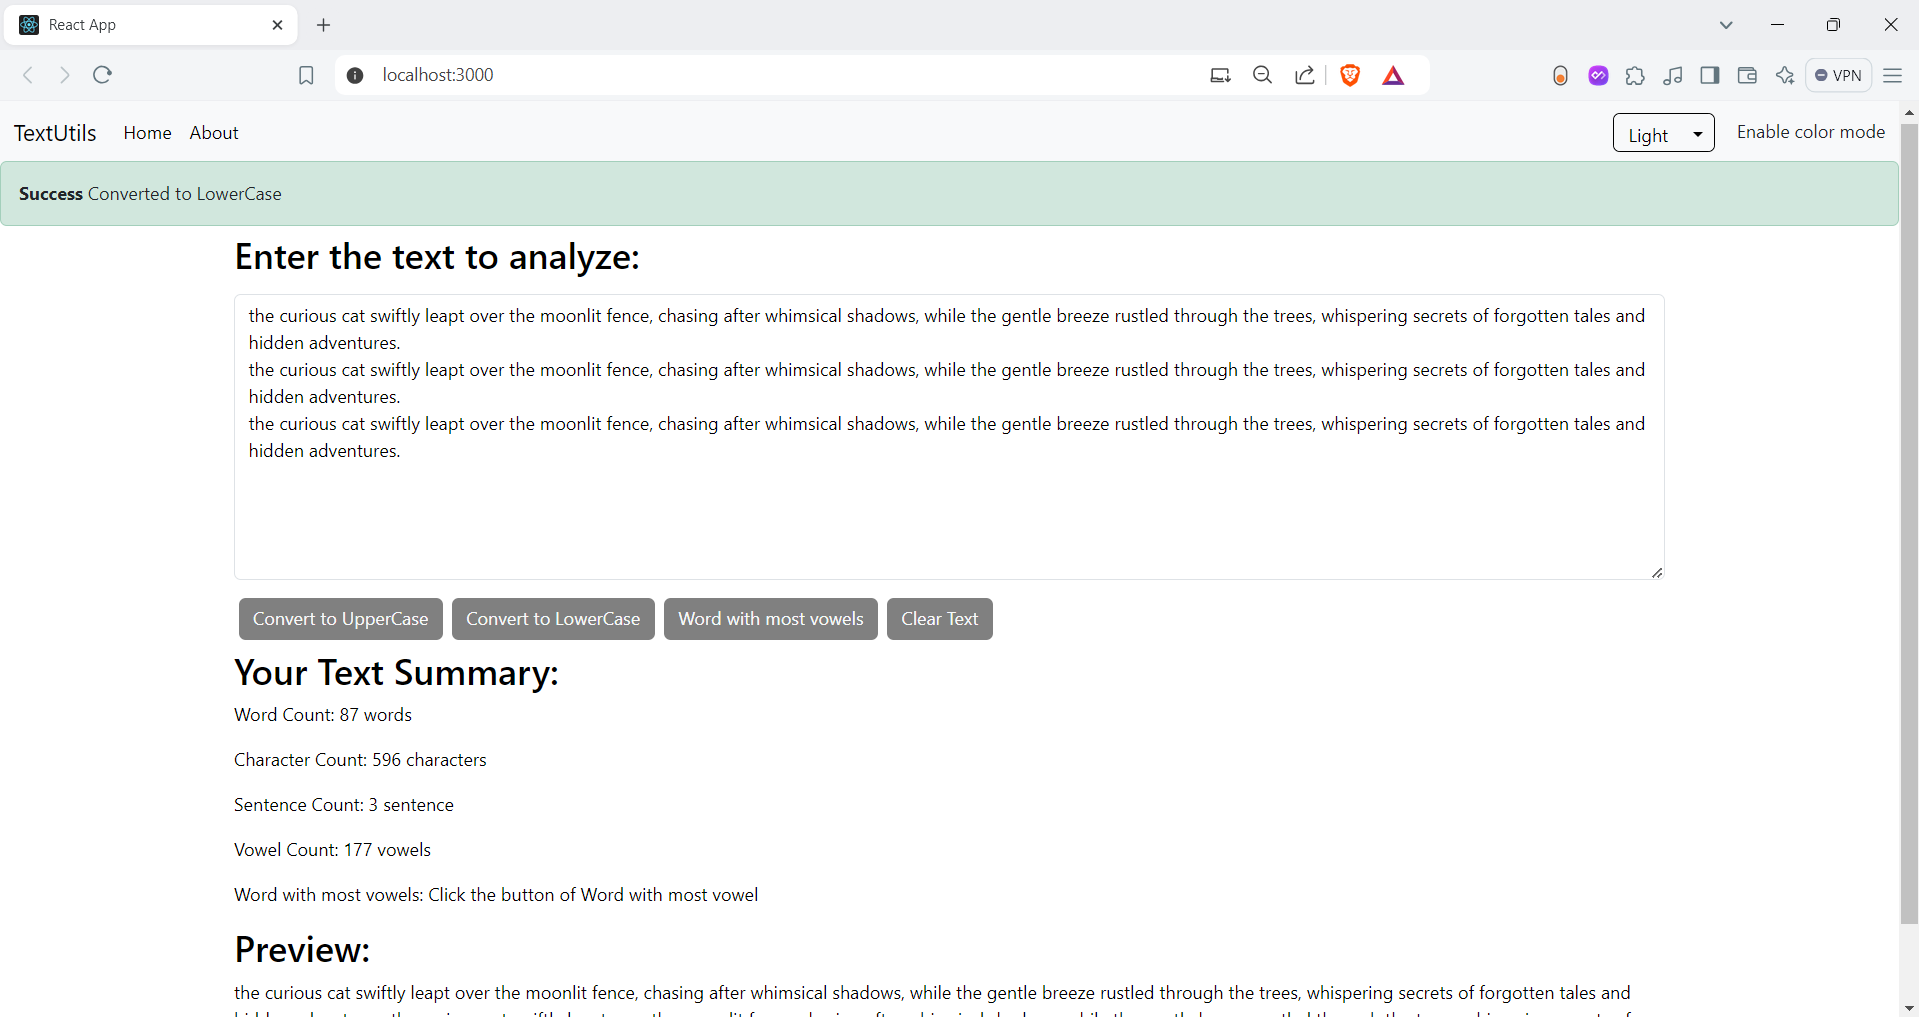 React App
localhost:3000
VPN
TextUtils Home About Light Enable color mode
Success Converted to LowerCase
Enter the text to analyze:
the curious cat swiftly leapt over the moonlit fence, chasing after whimsical shadows, while the gentle breeze rustled through the trees, whispering secrets of forgotten tales and
hidden adventures.
the curious cat swiftly leapt over the moonlit fence, chasing after whimsical shadows, while the gentle breeze rustled through the trees, whispering secrets of forgotten tales and
hidden adventures.
the curious cat swiftly leapt over the moonlit fence, chasing after whimsical shadows, while the gentle breeze rustled through the trees, whispering secrets of forgotten tales and
hidden adventures.
Convert to UpperCase Convert to LowerCase Word with most vowels Clear Text
Your Text Summary:
Word Count: 87 words
Character Count: 596 characters
Sentence Count: 3 sentence
Vowel Count: 177 vowels
Word with most vowels: Click the button of Word with most vowel
Preview:
the curious cat swiftly leapt over the moonlit fence, chasing after whimsical shadows, while the gentle breeze rustled through the trees, whispering secrets of forgotten tales and